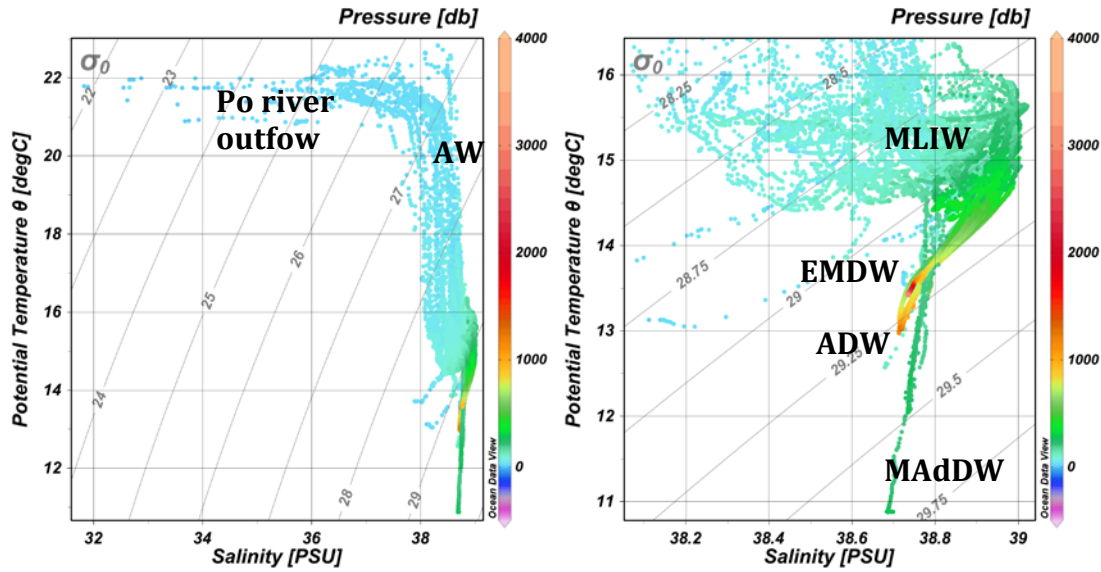 Pressure [db]
σ0
22
20
18
16
14
12
32
34
36
38
22
23
24
25
26
27
28
29
Po river
outfow
AW
Potential Temperature θ [degC]
Salinity [PSU]
4000
3000
2000
1000
0
Ocean Data View
Pressure [db]
σ0
16
15
14
13
12
11
38.2
38.4
38.6
38.8
39
28.25
28.5
28.75
29
29.25
29.5
29.75
MLIW
EMDW
ADW
MAdDW
Potential Temperature θ [degC]
Salinity [PSU]
4000
3000
2000
1000
0
Ocean Data View